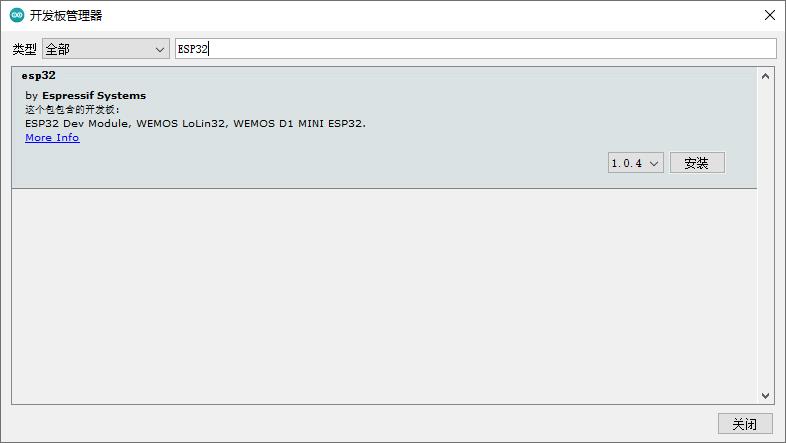 开发板管理器
类型 全部 ESP32
esp32
by Espressif Systems
这个包包含的开发板:
ESP32 Dev Module, WEMOS LoLin32, WEMOS D1 MINI ESP32.
More Info
1.0.4 安装
关闭